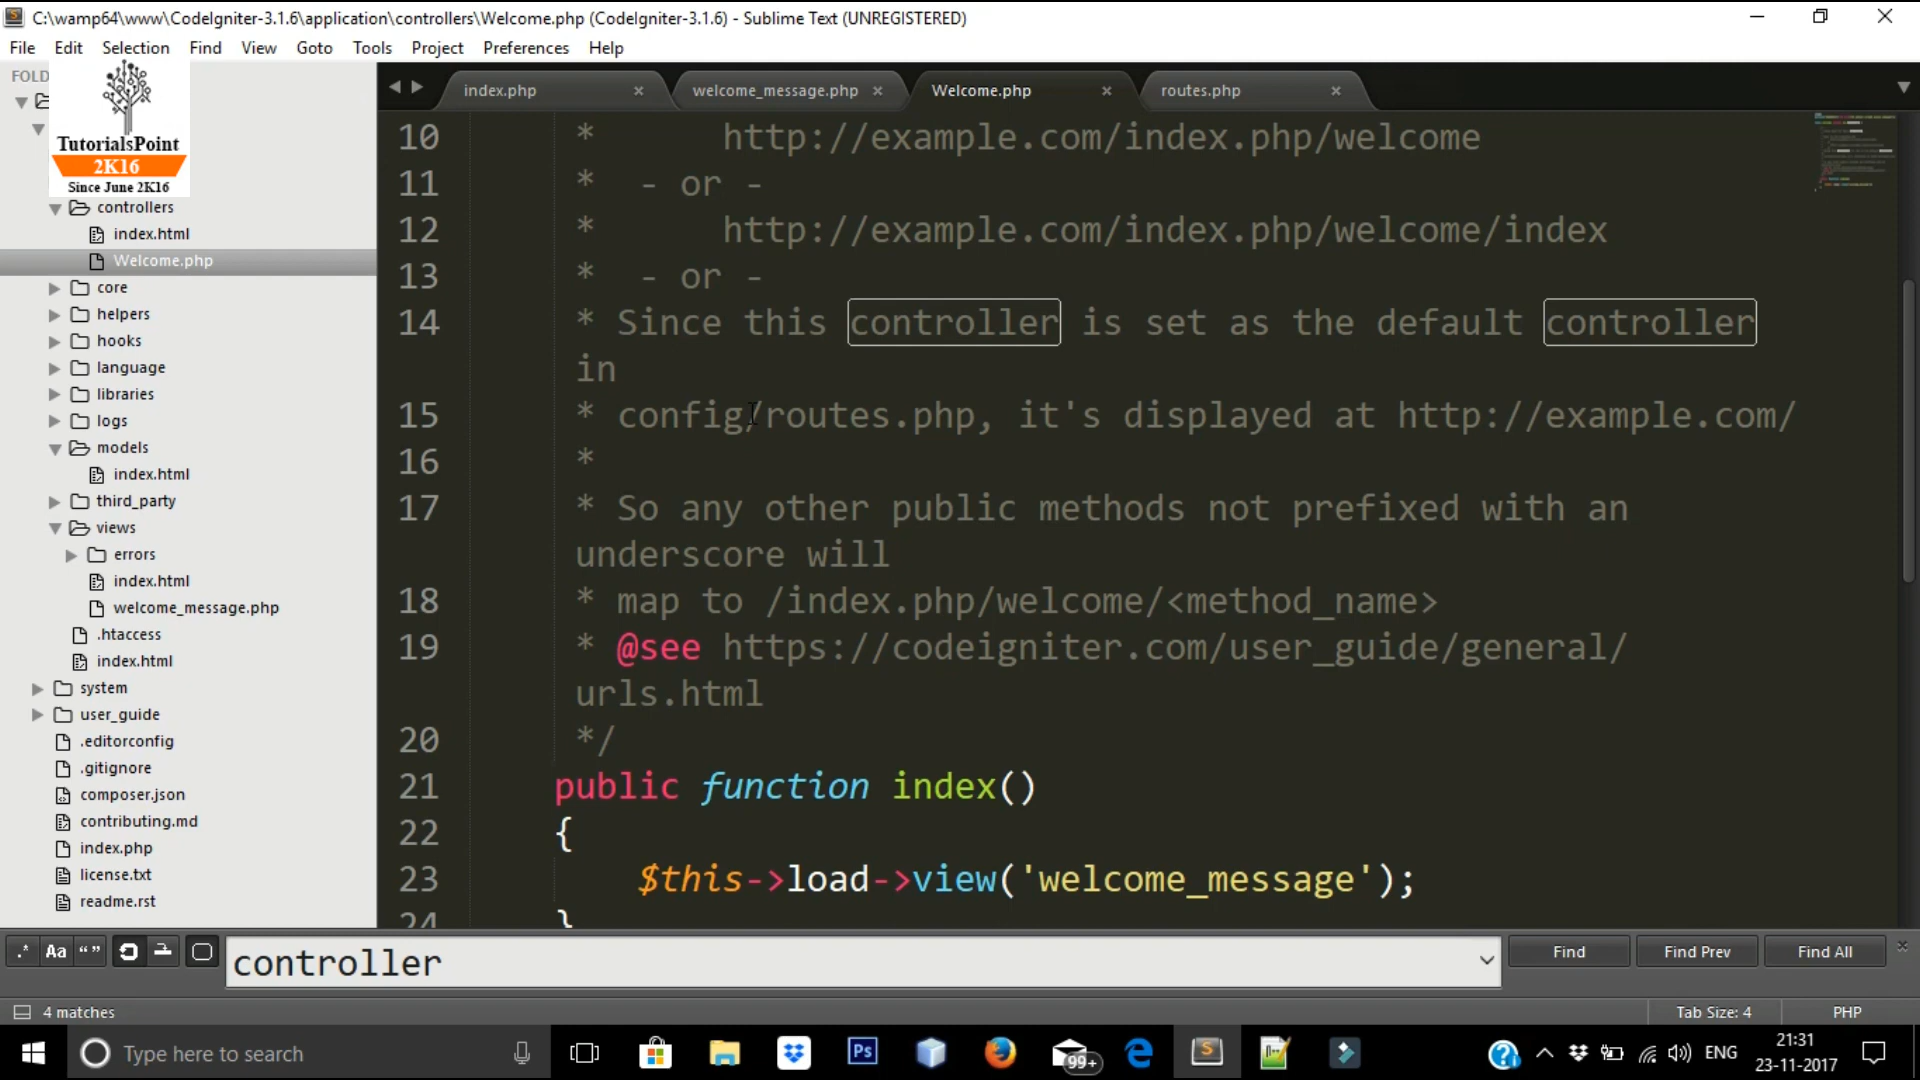 C:\wamp64\www\CodeIgniter-3.1.6\application\controllers\Welcome.php (CodeIgniter-3.1.6) - Sublime Text (UNREGISTERED)
File Edit Selection Find View Goto Tools Project Preferences Help
FOLD
TutorialsPoint
2K16
Since June 2K16
controllers
index.html
Welcome.php
core
helpers
hooks
language
libraries
logs
models
index.html
third_party
views
errors
index.html
welcome_message.php
.htaccess
index.html
system
user_guide
.editorconfig
.gitignore
composer.json
contributing.md
index.php
license.txt
readme.rst
index.php × welcome_message.php × Welcome.php × routes.php ×
10 * http://example.com/index.php/welcome
11 * - or -
12 * http://example.com/index.php/welcome/index
13 * - or -
14 * Since this controller is set as the default controller
in
15 * config/routes.php, it's displayed at http://example.com/
16 *
17 * So any other public methods not prefixed with an
underscore will
18 * map to /index.php/welcome/<method_name>
19 * @see https://codeigniter.com/user_guide/general/
urls.html
20 */
21 public function index()
22 {
23 $this->load->view('welcome_message');
24 }
.* Aa “” controller Find Find Prev Find All
4 matches Tab Size: 4 PHP
Type here to search Ps 99+ ENG 21:31
23-11-2017